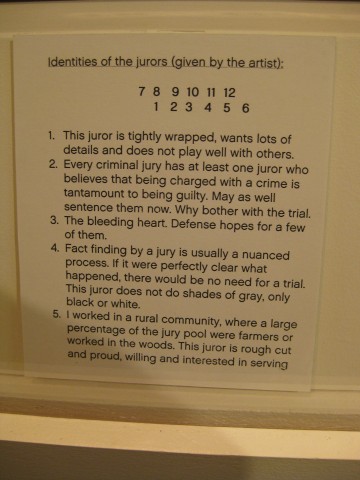 Identities of the jurors (given by the artist):
7 8 9 10 11 12
1 2 3 4 5 6
1. This juror is tightly wrapped, wants lots of
details and does not play well with others.
2. Every criminal jury has at least one juror who
believes that being charged with a crime is
tantamount to being guilty. May as well
sentence them now. Why bother with the trial.
3. The bleeding heart. Defense hopes for a few
of them.
4. Fact finding by a jury is usually a nuanced
process. If it were perfectly clear what
happened, there would be no need for a trial.
This juror does not do shades of gray, only
black or white.
5. I worked in a rural community, where a large
percentage of the jury pool were farmers or
worked in the woods. This juror is rough cut
and proud, willing and interested in serving